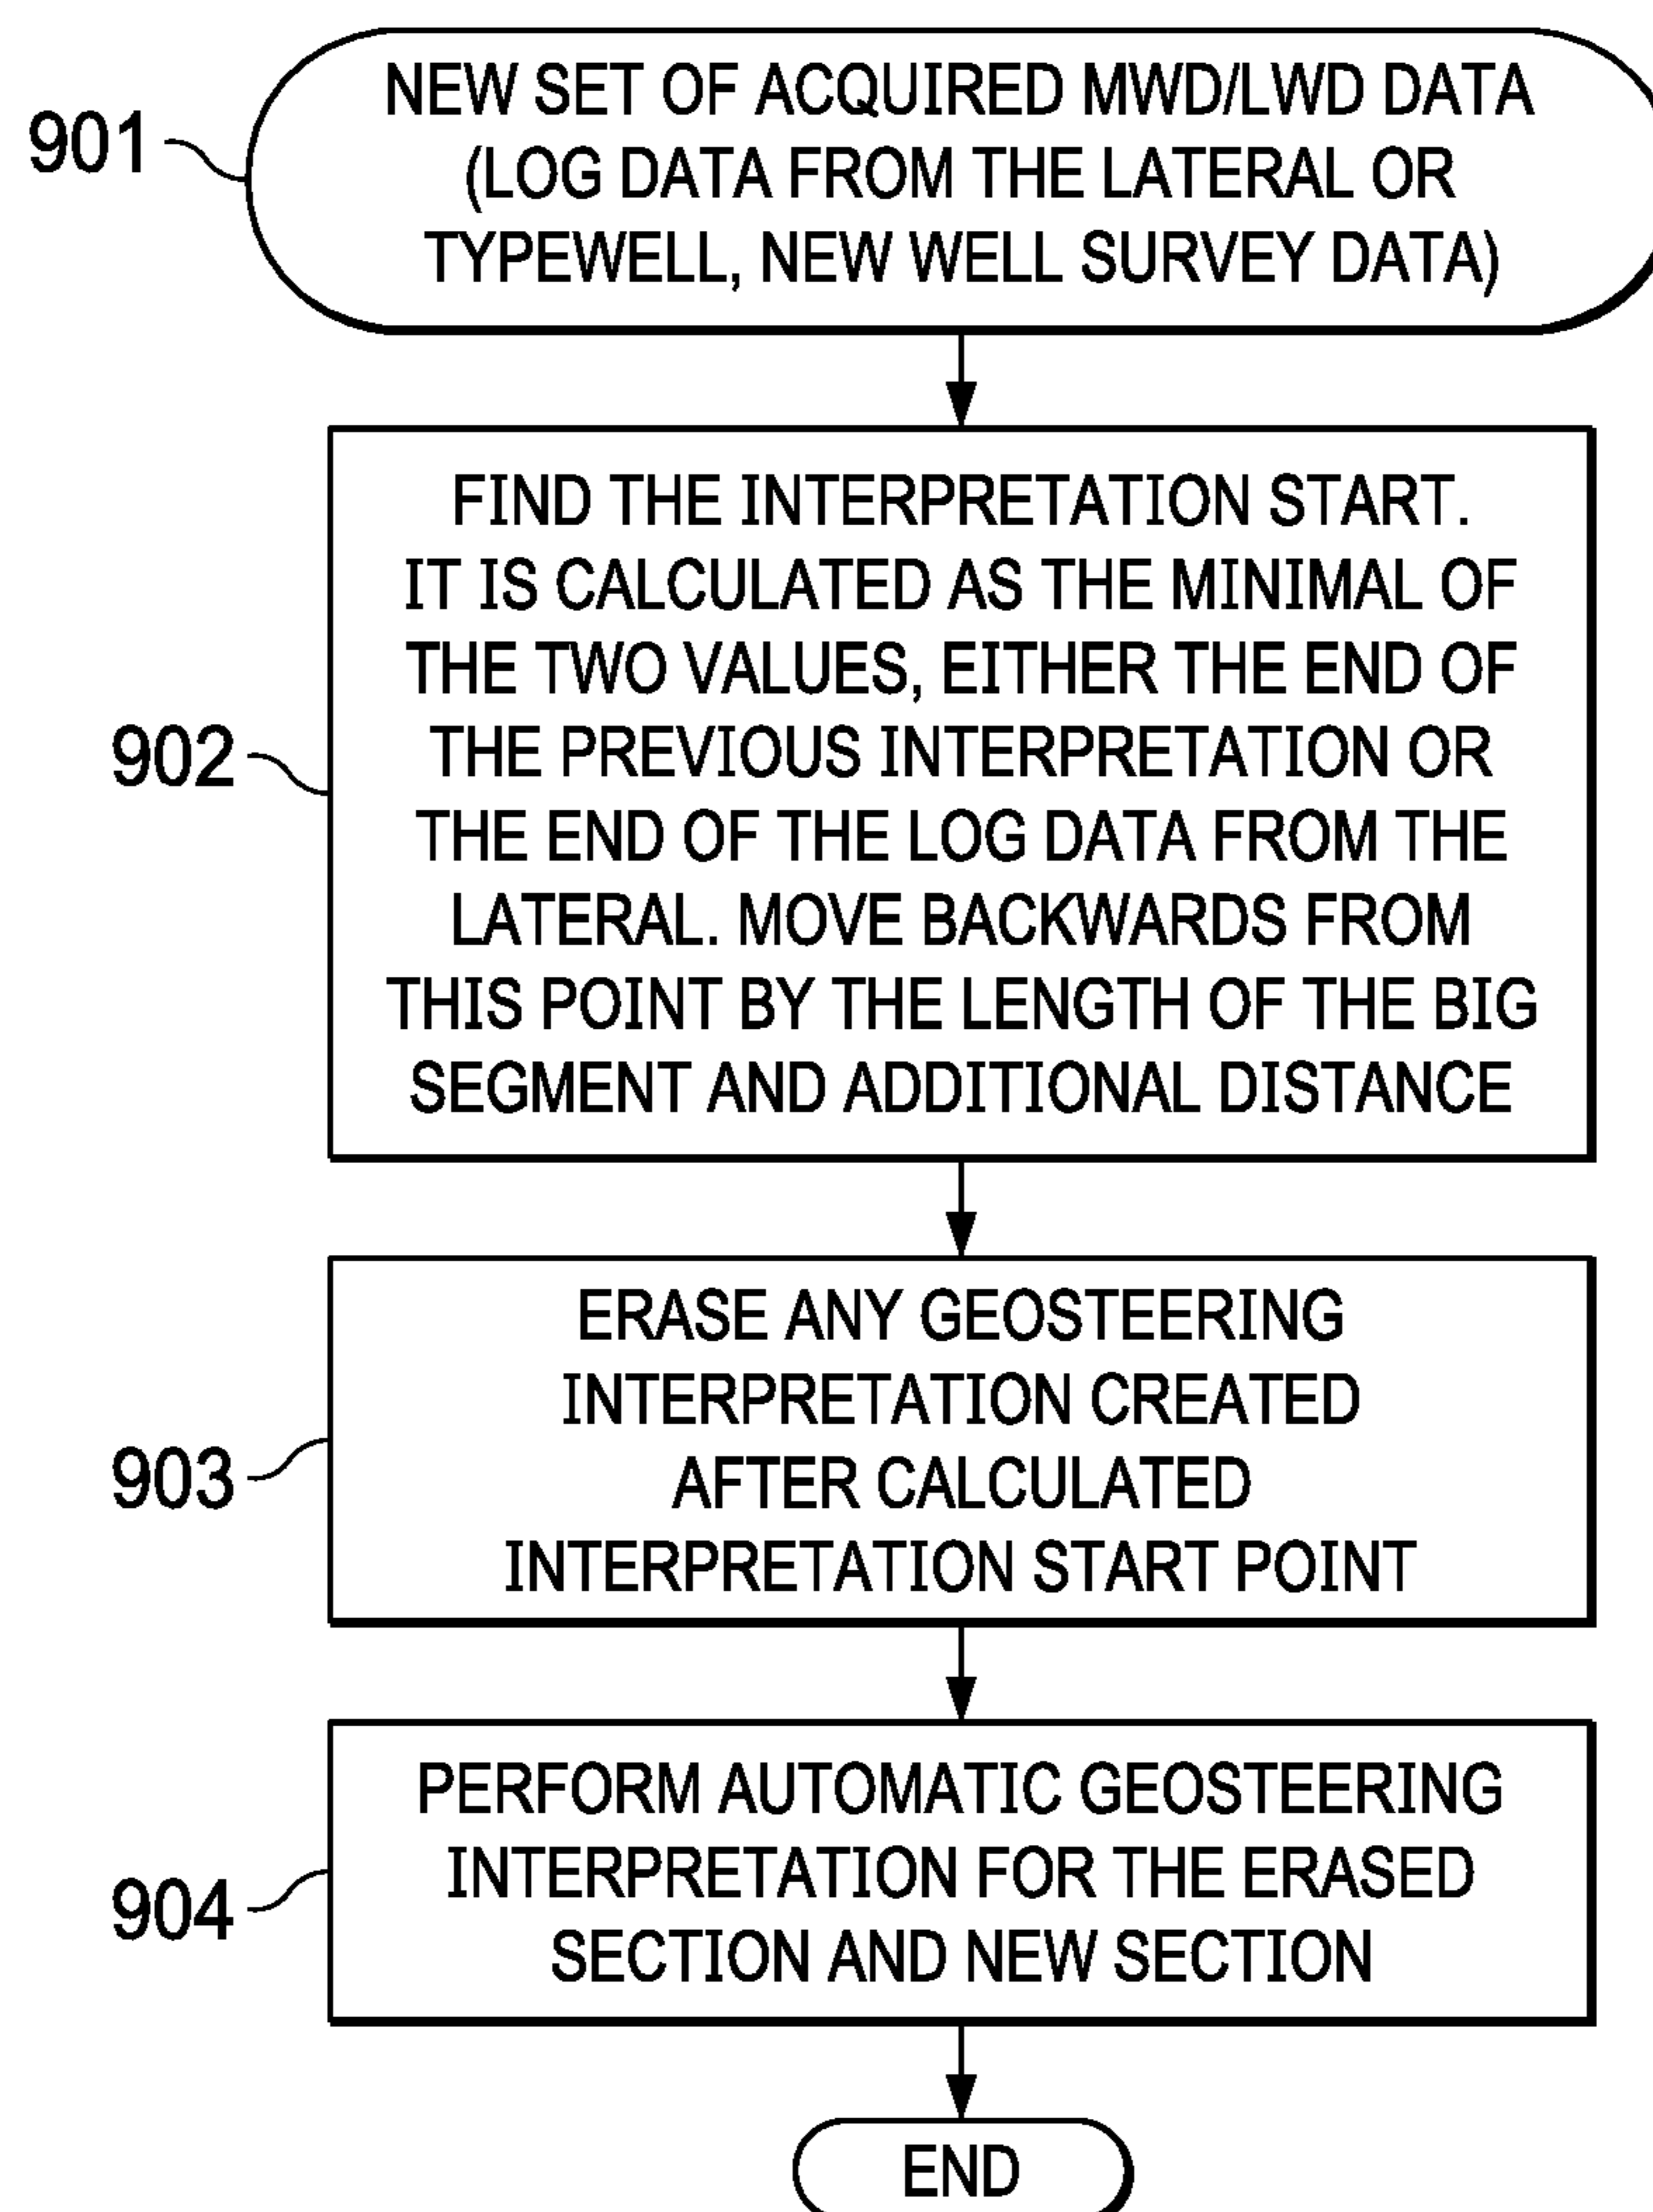 901
NEW SET OF ACQUIRED MWD/LWD DATA
(LOG DATA FROM THE LATERAL OR
TYPEWELL, NEW WELL SURVEY DATA)
902
FIND THE INTERPRETATION START.
IT IS CALCULATED AS THE MINIMAL OF
THE TWO VALUES, EITHER THE END OF
THE PREVIOUS INTERPRETATION OR
THE END OF THE LOG DATA FROM THE
LATERAL. MOVE BACKWARDS FROM
THIS POINT BY THE LENGTH OF THE BIG
SEGMENT AND ADDITIONAL DISTANCE
903
ERASE ANY GEOSTEERING
INTERPRETATION CREATED
AFTER CALCULATED
INTERPRETATION START POINT
904
PERFORM AUTOMATIC GEOSTEERING
INTERPRETATION FOR THE ERASED
SECTION AND NEW SECTION
END